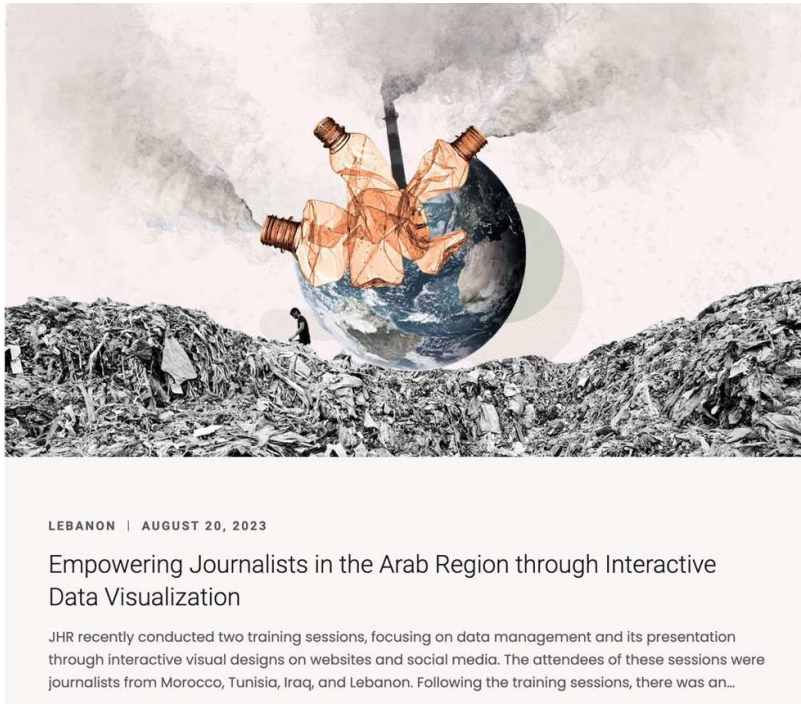 LEBANON | AUGUST 20, 2023
Empowering Journalists in the Arab Region through Interactive
Data Visualization
JHR recently conducted two training sessions, focusing on data management and its presentation
through interactive visual designs on websites and social media. The attendees of these sessions were
journalists from Morocco, Tunisia, Iraq, and Lebanon. Following the training sessions, there was an...